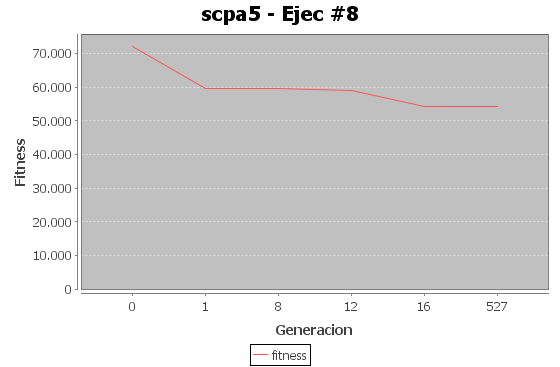 scpa5 - Ejec #8
70.000
60.000
50.000
40.000
30.000
20.000
10.000
0
Fitness
0 1 8 12 16 527
Generacion
fitness